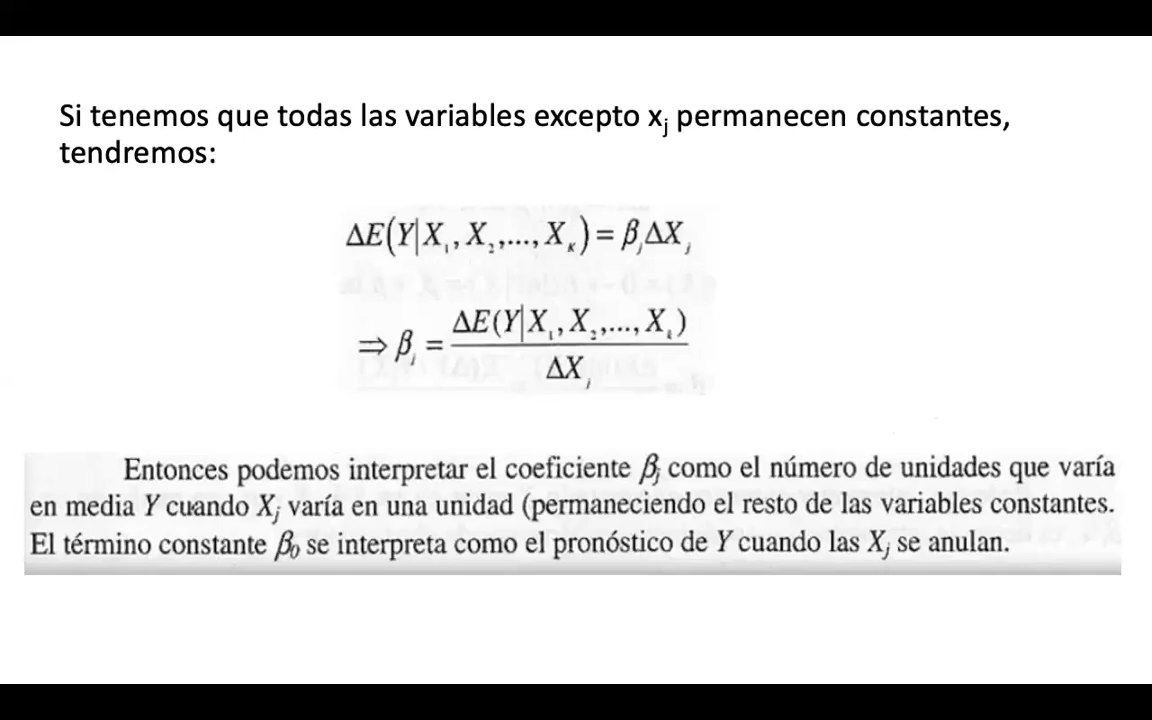 Si tenemos que todas las variables excepto xⱼ permanecen constantes,
tendremos:
ΔE(Y|X₁, X₂,..., Xₖ) = βⱼΔXⱼ
⇒ βⱼ = ΔE(Y|X₁, X₂,..., Xₖ) / ΔXⱼ
Entonces podemos interpretar el coeficiente βⱼ como el número de unidades que varía
en media Y cuando Xⱼ varía en una unidad (permaneciendo el resto de las variables constantes.
El término constante β₀ se interpreta como el pronóstico de Y cuando las Xⱼ se anulan.